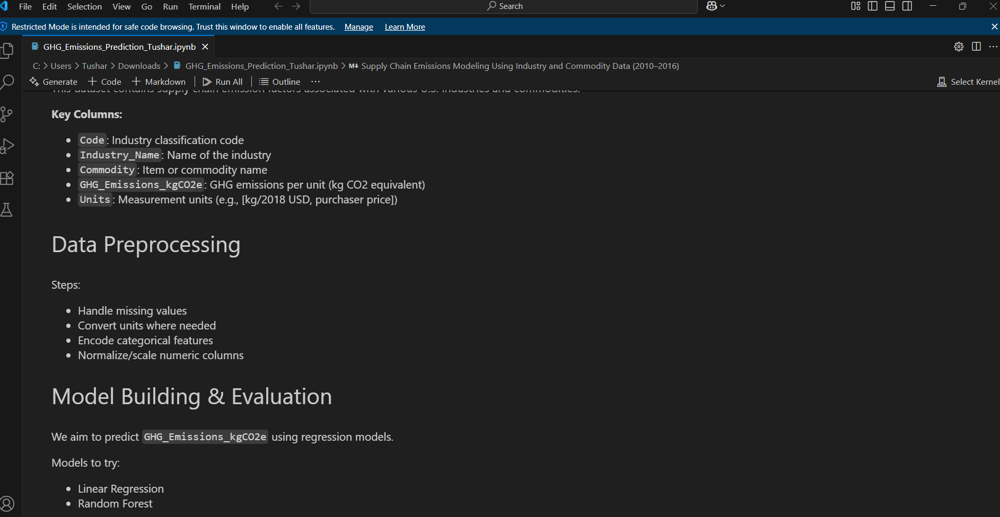 File Edit Selection View Go Run Terminal Help Search
Restricted Mode is intended for safe code browsing. Trust this window to enable all features. Manage Learn More
GHG_Emissions_Prediction_Tushar.ipynb
C: > Users > Tushar > Downloads > GHG_Emissions_Prediction_Tushar.ipynb > M↓ Supply Chain Emissions Modeling Using Industry and Commodity Data (2010–2016)
Generate + Code + Markdown Run All Outline ... Select Kernel
This dataset contains supply chain emission factors associated with various U.S. industries and commodities.
Key Columns:
Code: Industry classification code
Industry_Name: Name of the industry
Commodity: Item or commodity name
GHG_Emissions_kgCO2e: GHG emissions per unit (kg CO2 equivalent)
Units: Measurement units (e.g., [kg/2018 USD, purchaser price])
Data Preprocessing
Steps:
Handle missing values
Convert units where needed
Encode categorical features
Normalize/scale numeric columns
Model Building & Evaluation
We aim to predict GHG_Emissions_kgCO2e using regression models.
Models to try:
Linear Regression
Random Forest